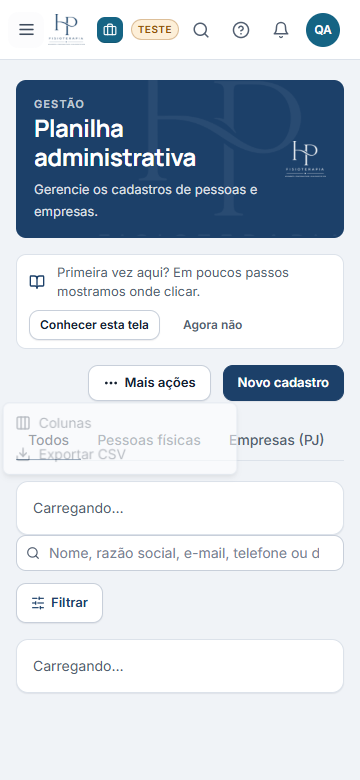 HP
FISIOTERAPIA
TESTE
QA
GESTÃO
Planilha
administrativa
Gerencie os cadastros de pessoas e
empresas.
HP
FISIOTERAPIA
Primeira vez aqui? Em poucos passos
mostramos onde clicar.
Conhecer esta tela
Agora não
Mais ações
Novo cadastro
Colunas
Todos
Pessoas físicas
Empresas (PJ)
Exportar CSV
Carregando...
Nome, razão social, e-mail, telefone ou d
Filtrar
Carregando...